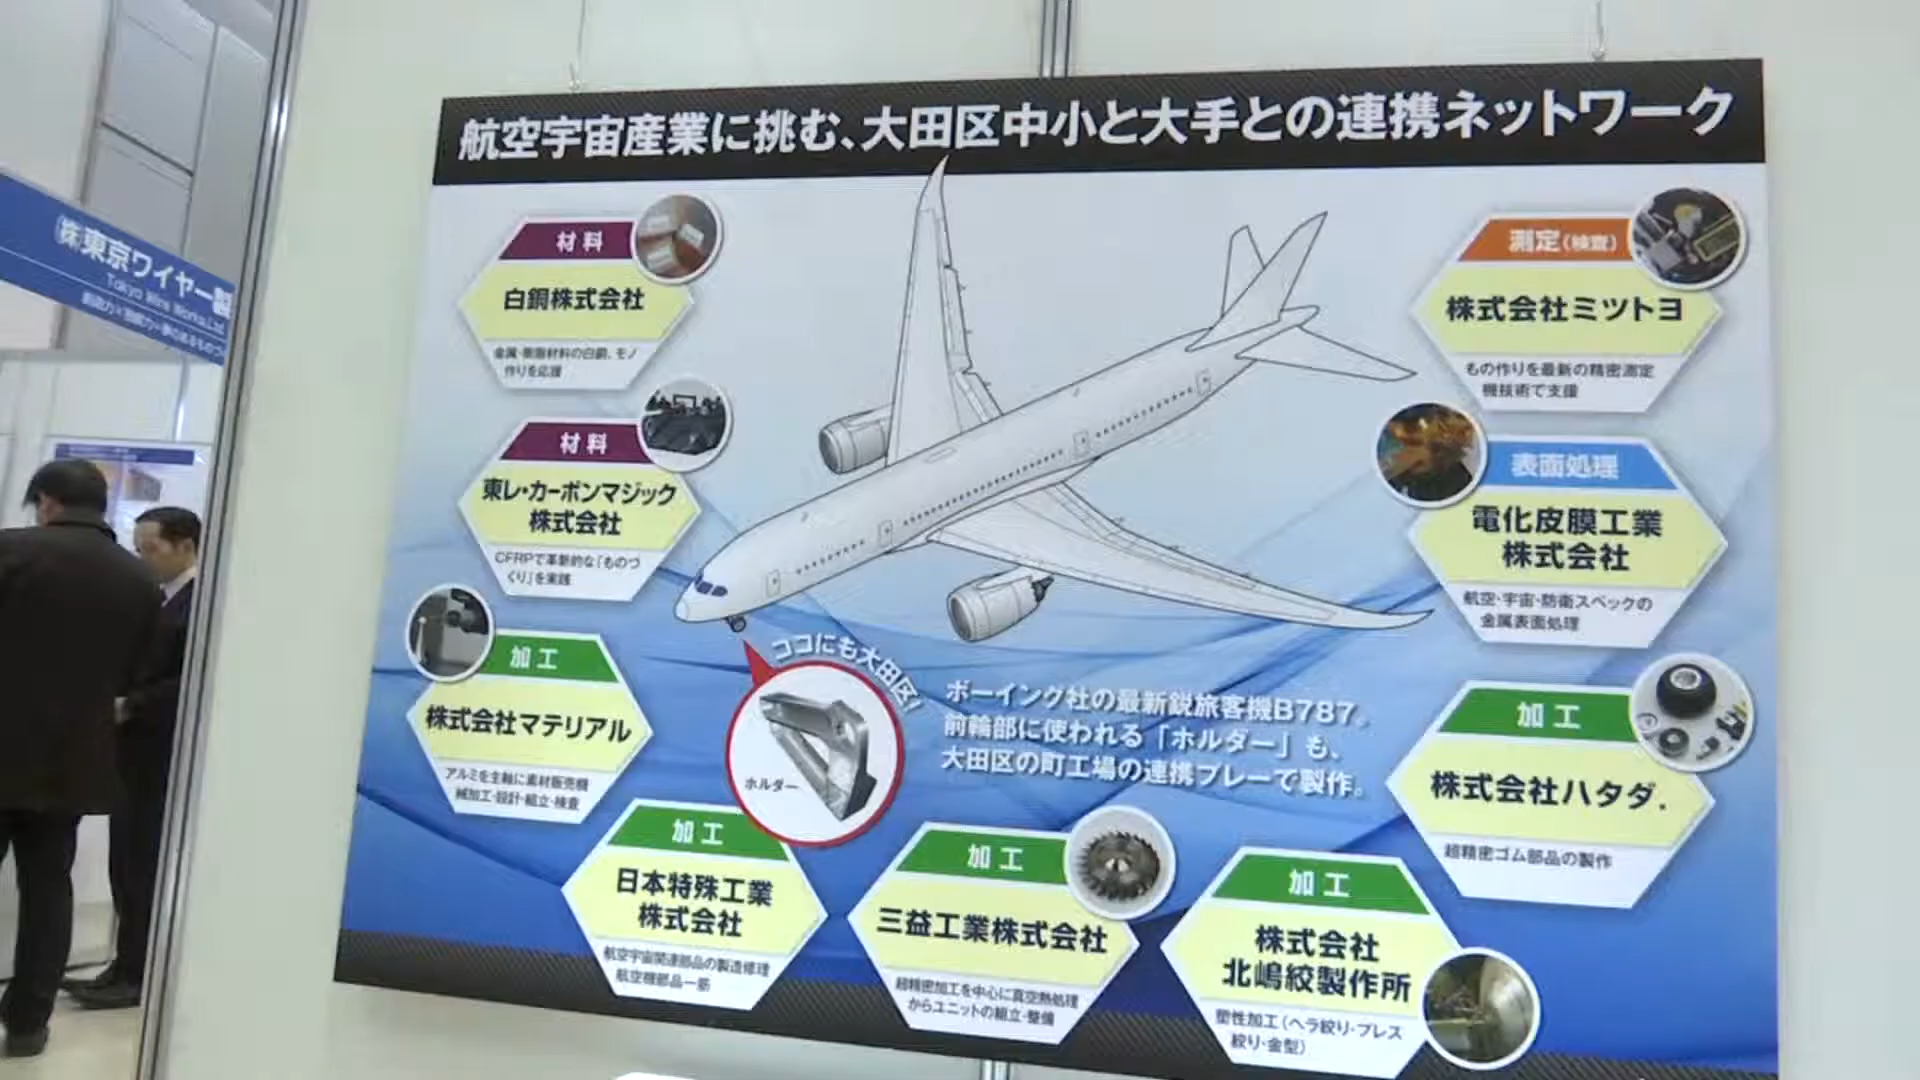 航空宇宙産業に挑む、大田区中小と大手との連携ネットワーク
㈱東京ワイヤー製
Tokyo Wire Works,Ltd.
材料
白銅株式会社
金属・樹脂材料の白銅、モノ
作りを応援
材料
東レ・カーボンマジック
株式会社
CFRPで革新的な「ものづ
くり」を実践
加工
株式会社マテリアル
アルミを主軸に素材販売機
械加工・設計・組立・検査
加工
日本特殊工業
株式会社
航空宇宙関連部品の製造修理
航空機部品一筋
ココにも大田区!
ホルダー
ボーイング社の最新鋭旅客機B787。
前輪部に使われる「ホルダー」も、
大田区の町工場の連携プレーで製作。
加工
三益工業株式会社
超精密加工を中心に真空熱処理
からユニットの組立・整備
加工
株式会社
北嶋絞製作所
塑性加工(ヘラ絞り・プレス
絞り・金型)
測定(検査)
株式会社ミツトヨ
もの作りを最新の精密測定
機技術で支援
表面処理
電化皮膜工業
株式会社
航空・宇宙・防衛スペックの
金属表面処理
加工
株式会社ハタダ.
超精密ゴム部品の製作